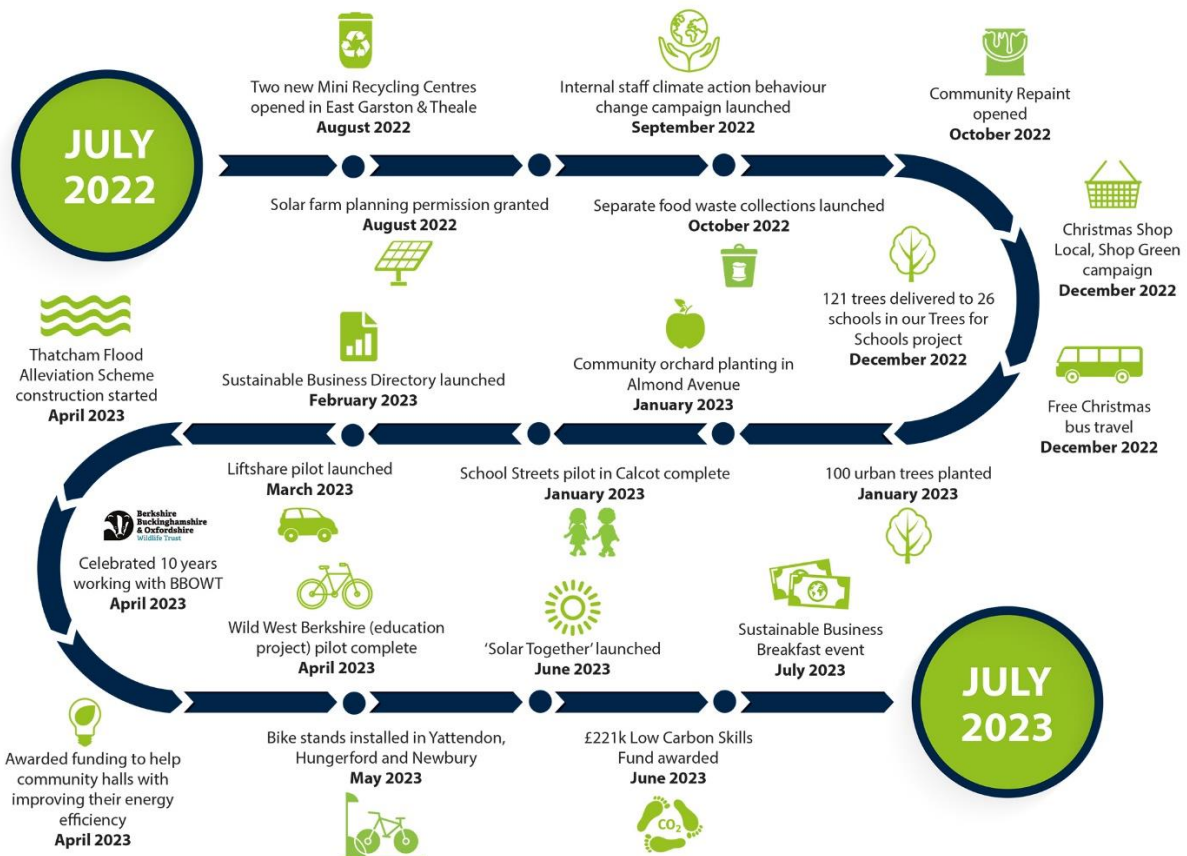 JULY
2022
Two new Mini Recycling Centres
opened in East Garston & Theale
August 2022
Solar farm planning permission granted
August 2022
Internal staff climate action behaviour
change campaign launched
September 2022
Separate food waste collections launched
October 2022
Community Repaint
opened
October 2022
Christmas Shop
Local, Shop Green
campaign
December 2022
121 trees delivered to 26
schools in our Trees for
Schools project
December 2022
Free Christmas
bus travel
December 2022
100 urban trees planted
January 2023
Community orchard planting in
Almond Avenue
January 2023
School Streets pilot in Calcot complete
January 2023
Sustainable Business Directory launched
February 2023
Liftshare pilot launched
March 2023
Thatcham Flood
Alleviation Scheme
construction started
April 2023
Berkshire
Buckinghamshire
& Oxfordshire
Wildlife Trust
Celebrated 10 years
working with BBOWT
April 2023
Awarded funding to help
community halls with
improving their energy
efficiency
April 2023
Wild West Berkshire (education
project) pilot complete
April 2023
Bike stands installed in Yattendon,
Hungerford and Newbury
May 2023
'Solar Together' launched
June 2023
£221k Low Carbon Skills
Fund awarded
June 2023
CO₂
Sustainable Business
Breakfast event
July 2023
JULY
2023